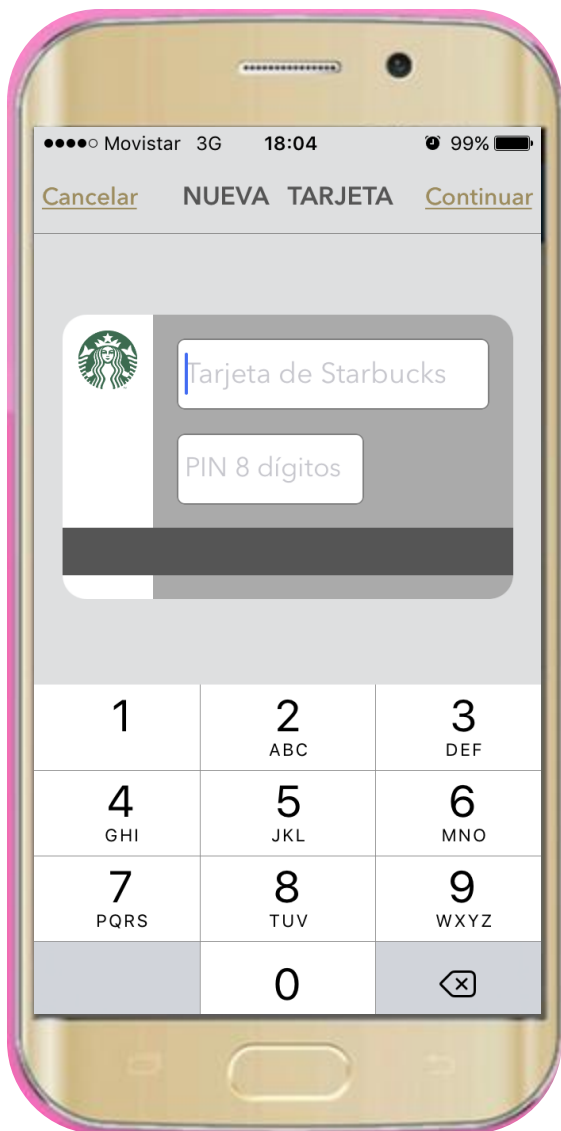 Movistar 3G 18:04 99%
Cancelar NUEVA TARJETA Continuar
Tarjeta de Starbucks
PIN 8 dígitos
1 2 3
ABC DEF
4 5 6
GHI JKL MNO
7 8 9
PQRS TUV WXYZ
0